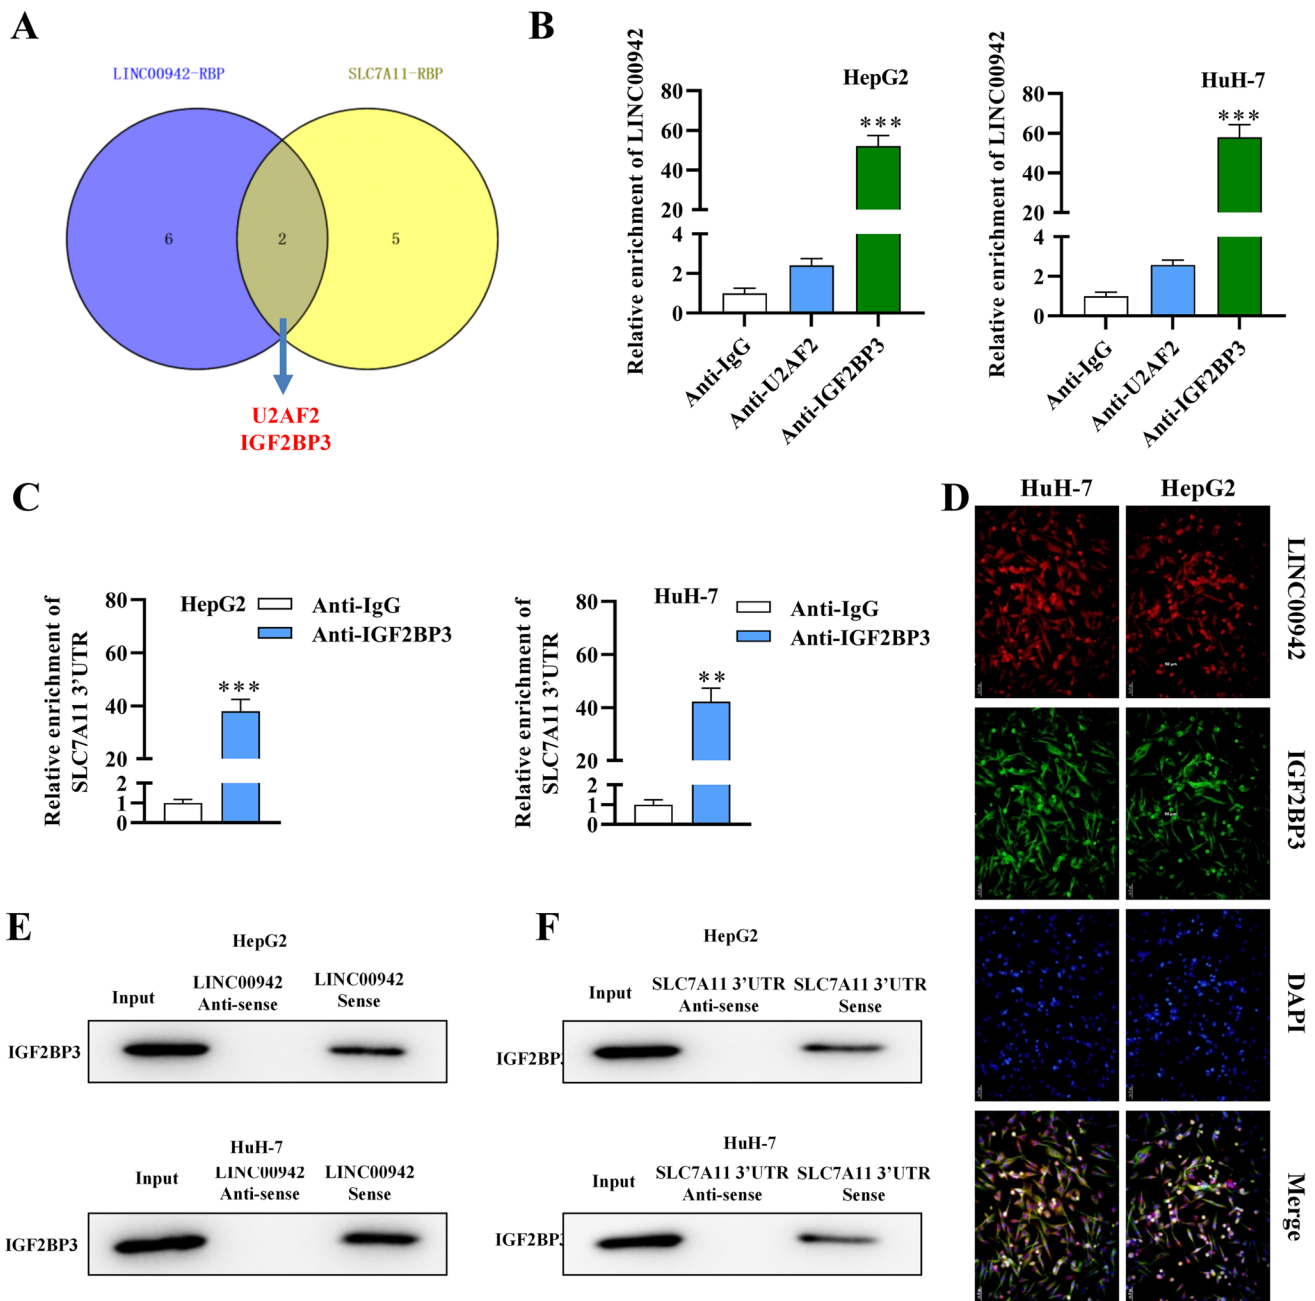 A
LINC00942-RBP
SLC7A11-RBP
6
2
5
U2AF2
IGF2BP3
B
Relative enrichment of LINC00942
HepG2
80
60
40
20
4
2
0
***
Anti-IgG
Anti-U2AF2
Anti-IGF2BP3
Relative enrichment of LINC00942
HuH-7
80
60
40
20
4
2
0
***
Anti-IgG
Anti-U2AF2
Anti-IGF2BP3
C
Relative enrichment of
SLC7A11 3’UTR
HepG2
Anti-IgG
Anti-IGF2BP3
80
60
40
20
2
1
0
***
Relative enrichment of
SLC7A11 3’UTR
HuH-7
Anti-IgG
Anti-IGF2BP3
80
60
40
20
2
1
0
**
D
HuH-7
HepG2
LINC00942
IGF2BP3
DAPI
Merge
50 μm
50 μm
E
HepG2
Input
LINC00942
Anti-sense
LINC00942
Sense
IGF2BP3
HuH-7
Input
LINC00942
Anti-sense
LINC00942
Sense
IGF2BP3
F
HepG2
Input
SLC7A11 3’UTR
Anti-sense
SLC7A11 3’UTR
Sense
IGF2BP3
HuH-7
Input
SLC7A11 3’UTR
Anti-sense
SLC7A11 3’UTR
Sense
IGF2BP3